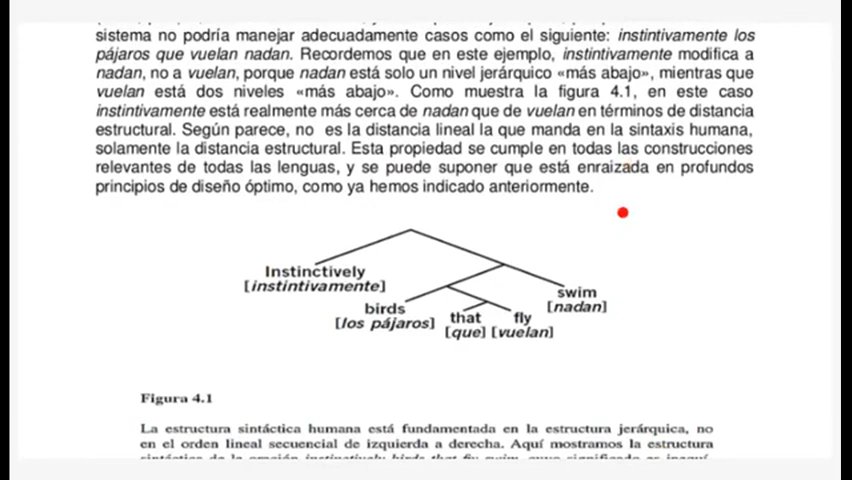 sistema no podría manejar adecuadamente casos como el siguiente: instintivamente los
pájaros que vuelan nadan. Recordemos que en este ejemplo, instintivamente modifica a
nadan, no a vuelan, porque nadan está solo un nivel jerárquico «más abajo», mientras que
vuelan está dos niveles «más abajo». Como muestra la figura 4.1, en este caso
instintivamente está realmente más cerca de nadan que de vuelan en términos de distancia
estructural. Según parece, no es la distancia lineal la que manda en la sintaxis humana,
solamente la distancia estructural. Esta propiedad se cumple en todas las construcciones
relevantes de todas las lenguas, y se puede suponer que está enraizada en profundos
principios de diseño óptimo, como ya hemos indicado anteriormente.
Instinctively
[instintivamente]
birds
[los pájaros]
that
[que]
fly
[vuelan]
swim
[nadan]
Figura 4.1
La estructura sintáctica humana está fundamentada en la estructura jerárquica, no
en el orden lineal secuencial de izquierda a derecha. Aquí mostramos la estructura